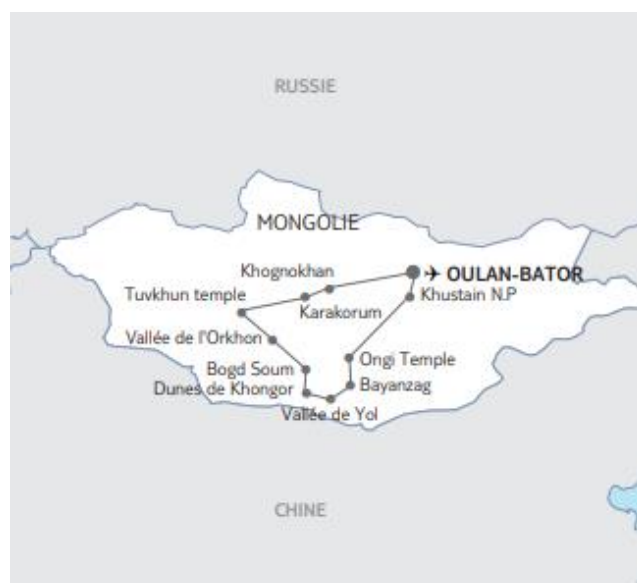 RUSSIE
MONGOLIE
Khognokhan
OULAN-BATOR
Tuvkhun temple
Khustain N.P
Karakorum
Vallée de l'Orkhon
Ongi Temple
Bogd Soum
Dunes de Khongor
Bayanzag
Vallée de Yol
CHINE